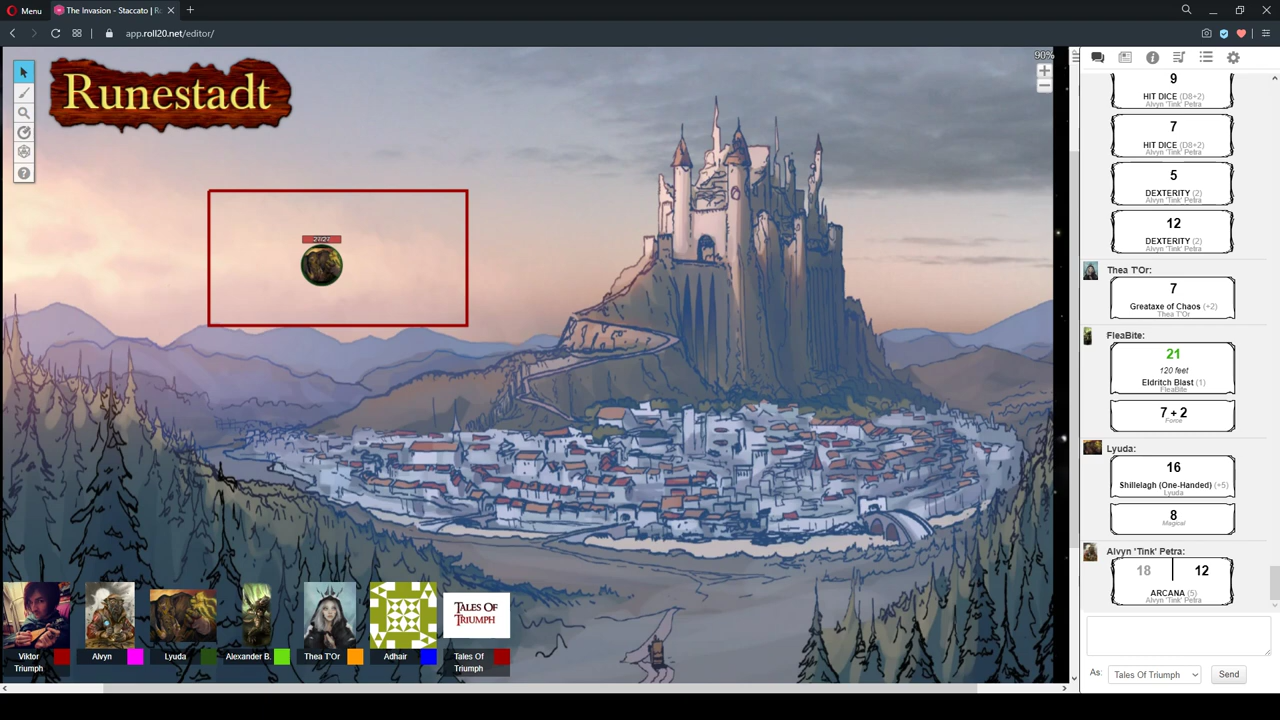 Menu
The Invasion - Staccato | Ro
app.roll20.net/editor/
Runestadt
90%
21/21
Viktor
Triumph
Alvyn
Lyuda
Alexander B.
Thea T'Or
Adhair
TALES OF
TRIUMPH
Tales Of
Triumph
9
HIT DICE (D8+2)
Alvyn 'Tink' Petra
7
HIT DICE (D8+2)
Alvyn 'Tink' Petra
5
DEXTERITY (2)
Alvyn 'Tink' Petra
12
DEXTERITY (2)
Alvyn 'Tink' Petra
Thea T'Or:
7
Greataxe of Chaos (+2)
Thea T'Or
FleaBite:
21
120 feet
Eldritch Blast (1)
FleaBite
7 + 2
Force
Lyuda:
16
Shillelagh (One-Handed) (+5)
Lyuda
8
Magical
Alvyn 'Tink' Petra:
18 12
ARCANA (5)
Alvyn 'Tink' Petra
As:
Tales Of Triumph
Send